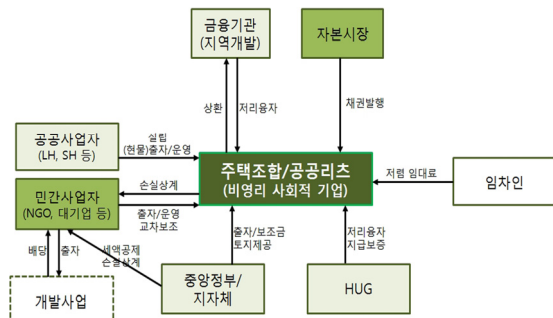 금융기관
(지역개발)
자본시장
상환
저리융자
채권발행
공공사업자
(LH, SH 등)
설립
(현물)출자/운영
주택조합/공공리츠
(비영리 사회적 기업)
저렴 임대료
임차인
민간사업자
(NGO, 대기업 등)
손실상계
출자/운영
교차보조
배당
출자
세액공제
손실상계
출자/보조금
토지제공
저리융자
지급보증
개발사업
중앙정부/
지자체
HUG